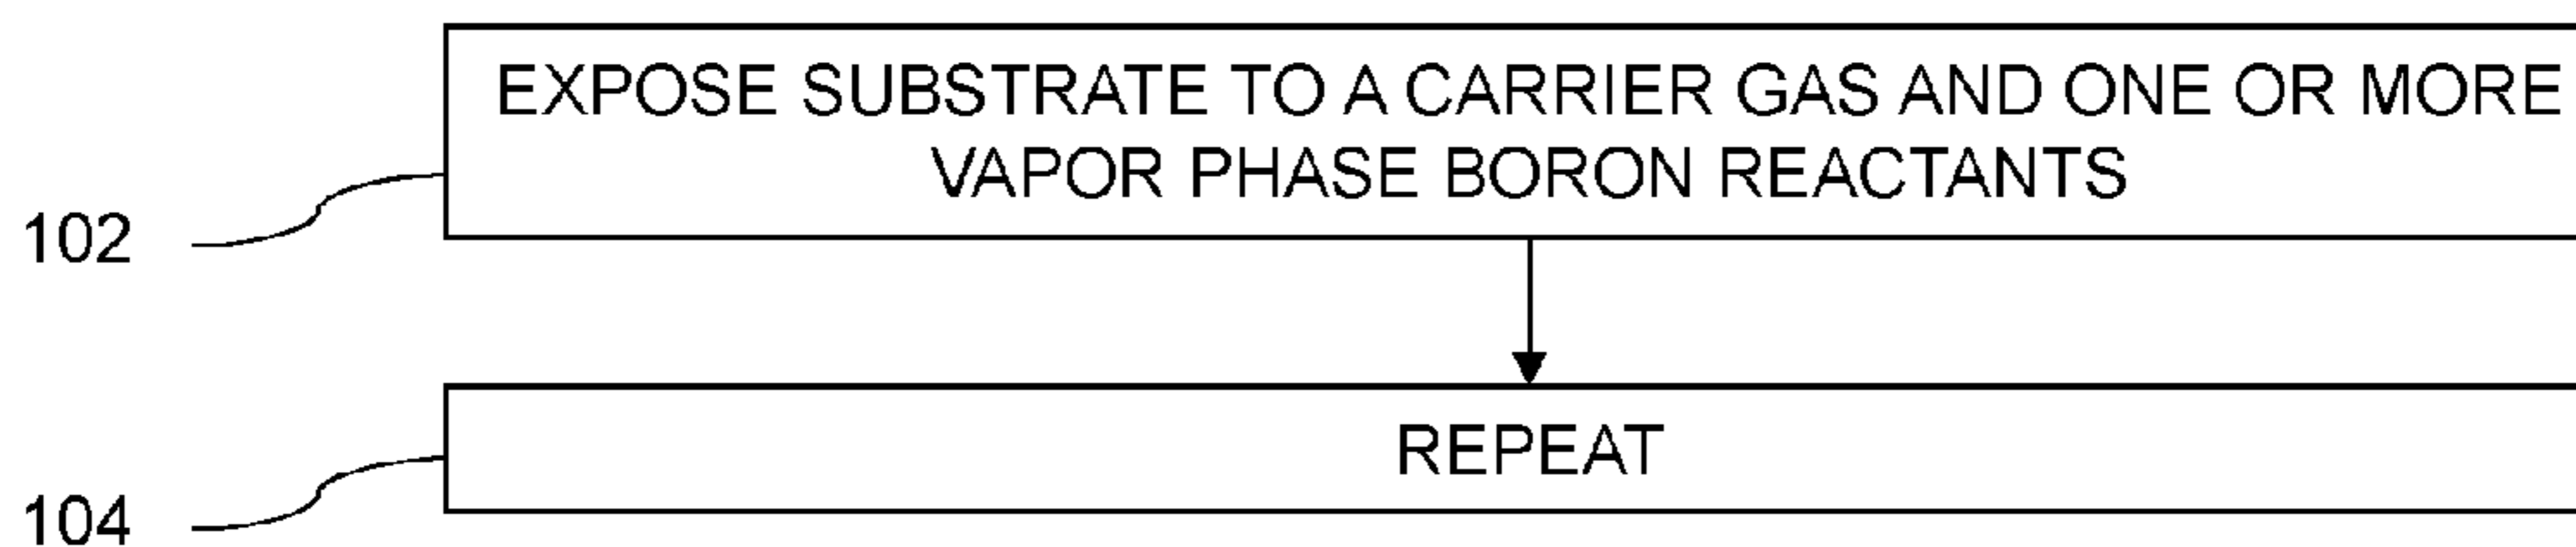 EXPOSE SUBSTRATE TO A CARRIER GAS AND ONE OR MORE
VAPOR PHASE BORON REACTANTS
102
REPEAT
104